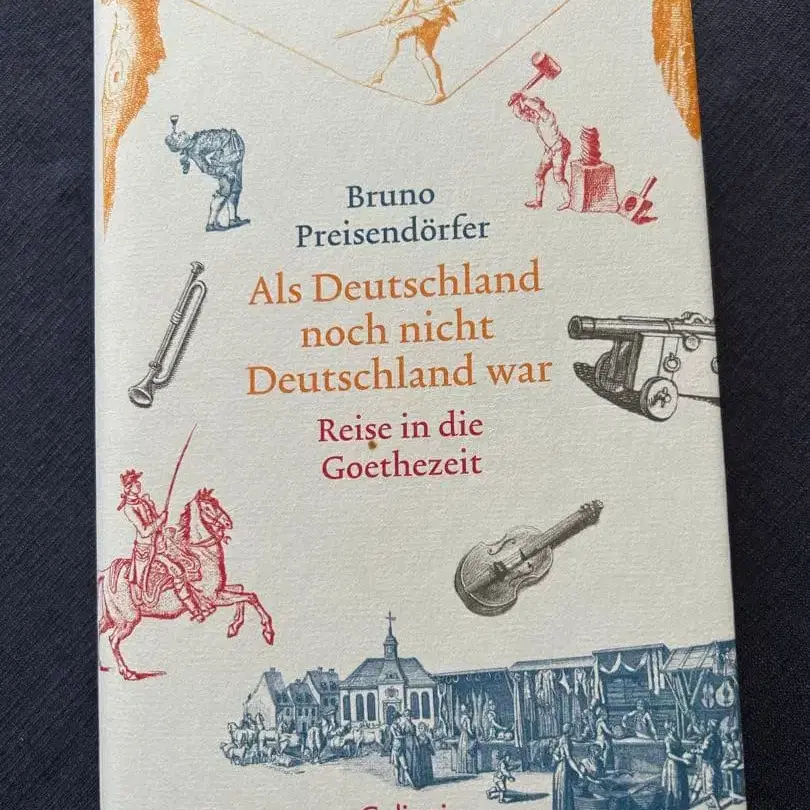 Bruno
Preisendörfer
Als Deutschland
noch nicht
Deutschland war
Reise in die
Goethezeit